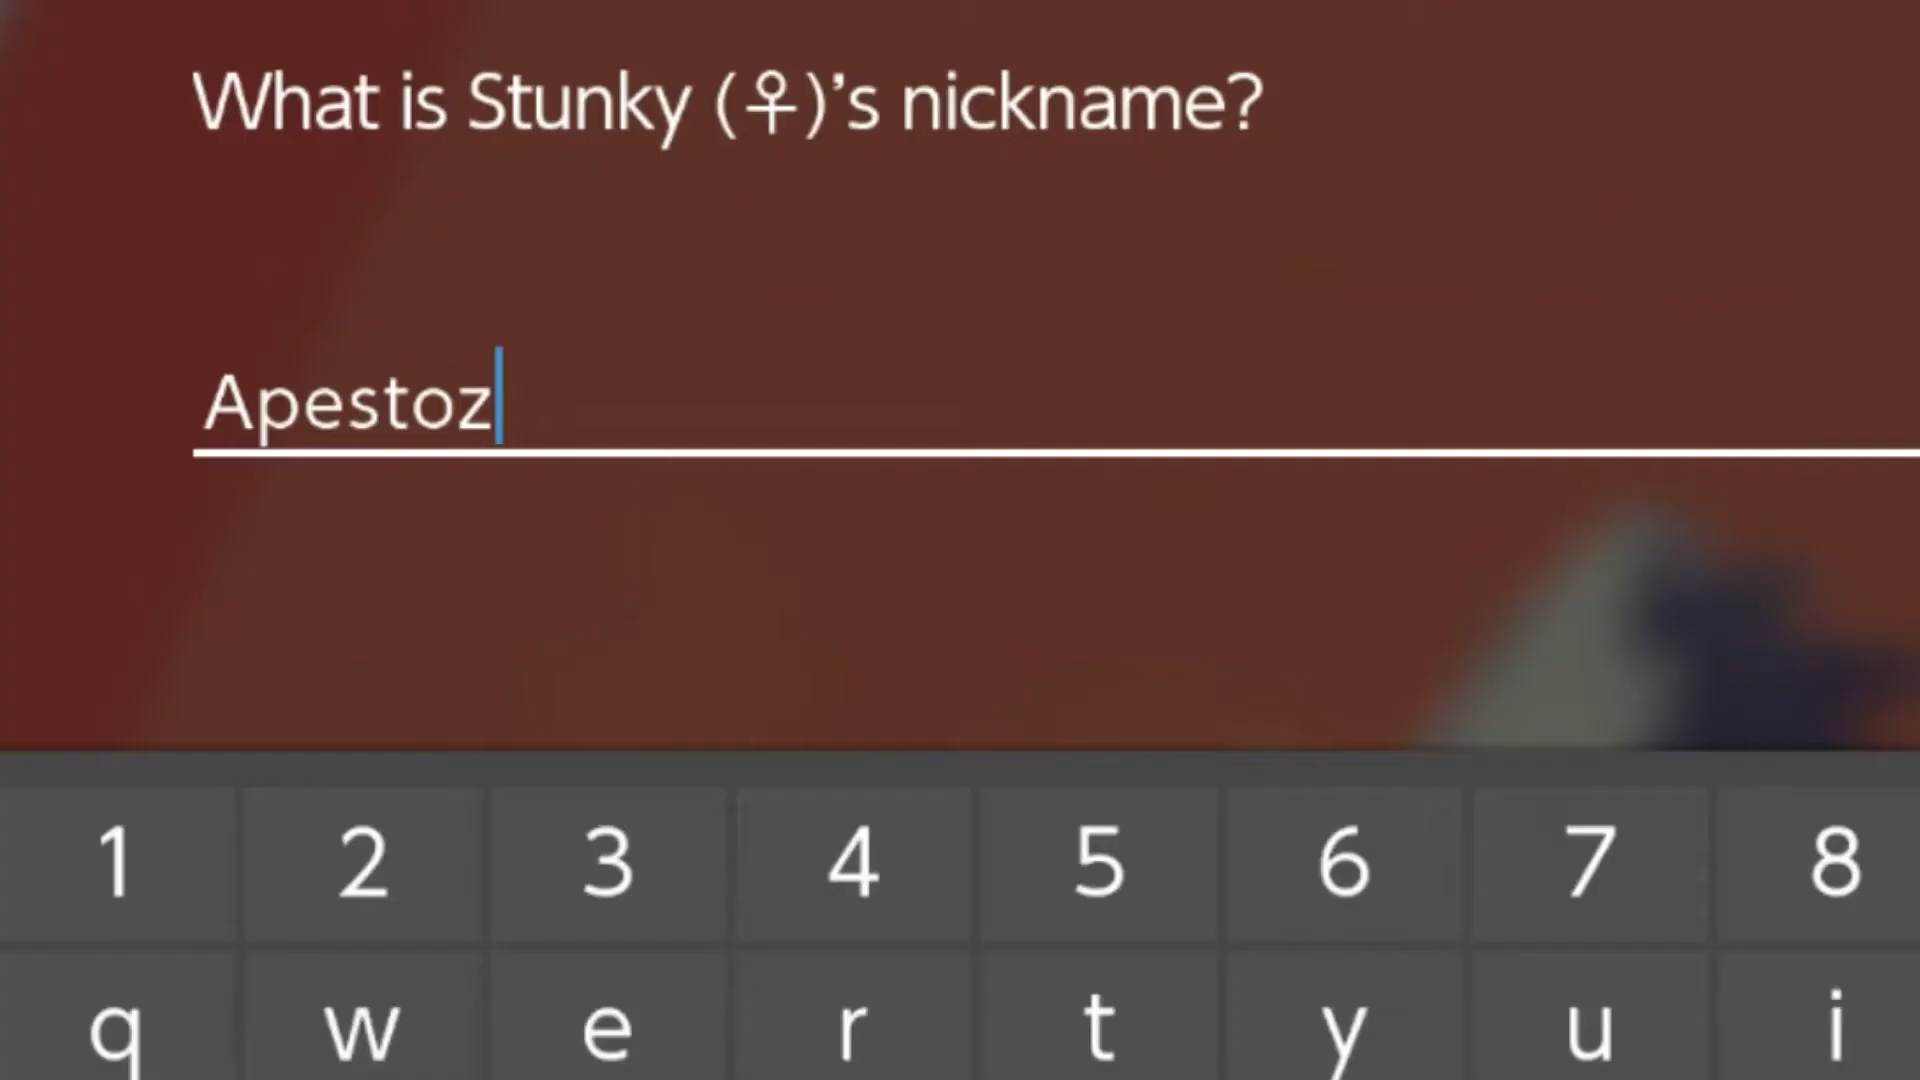 What is Stunky (♀)'s nickname?
Apestoz
1 2 3 4 5 6 7 8
q w e r t y u i